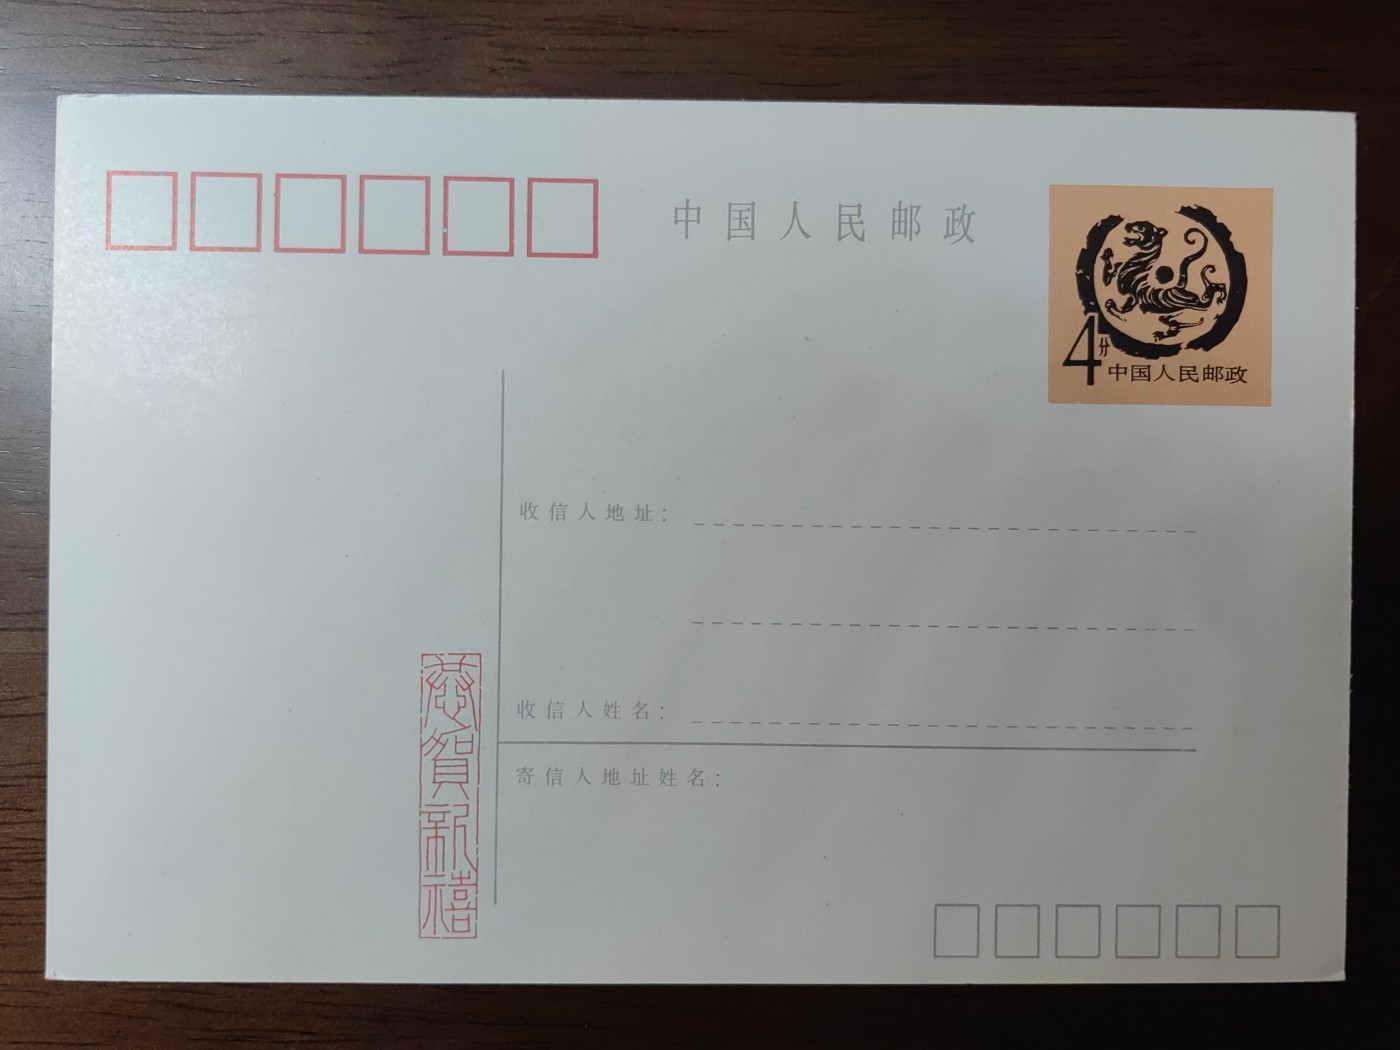 中国人民邮政
4分
中国人民邮政
收信人地址：
收信人姓名：
寄信人地址姓名：
恭贺新禧